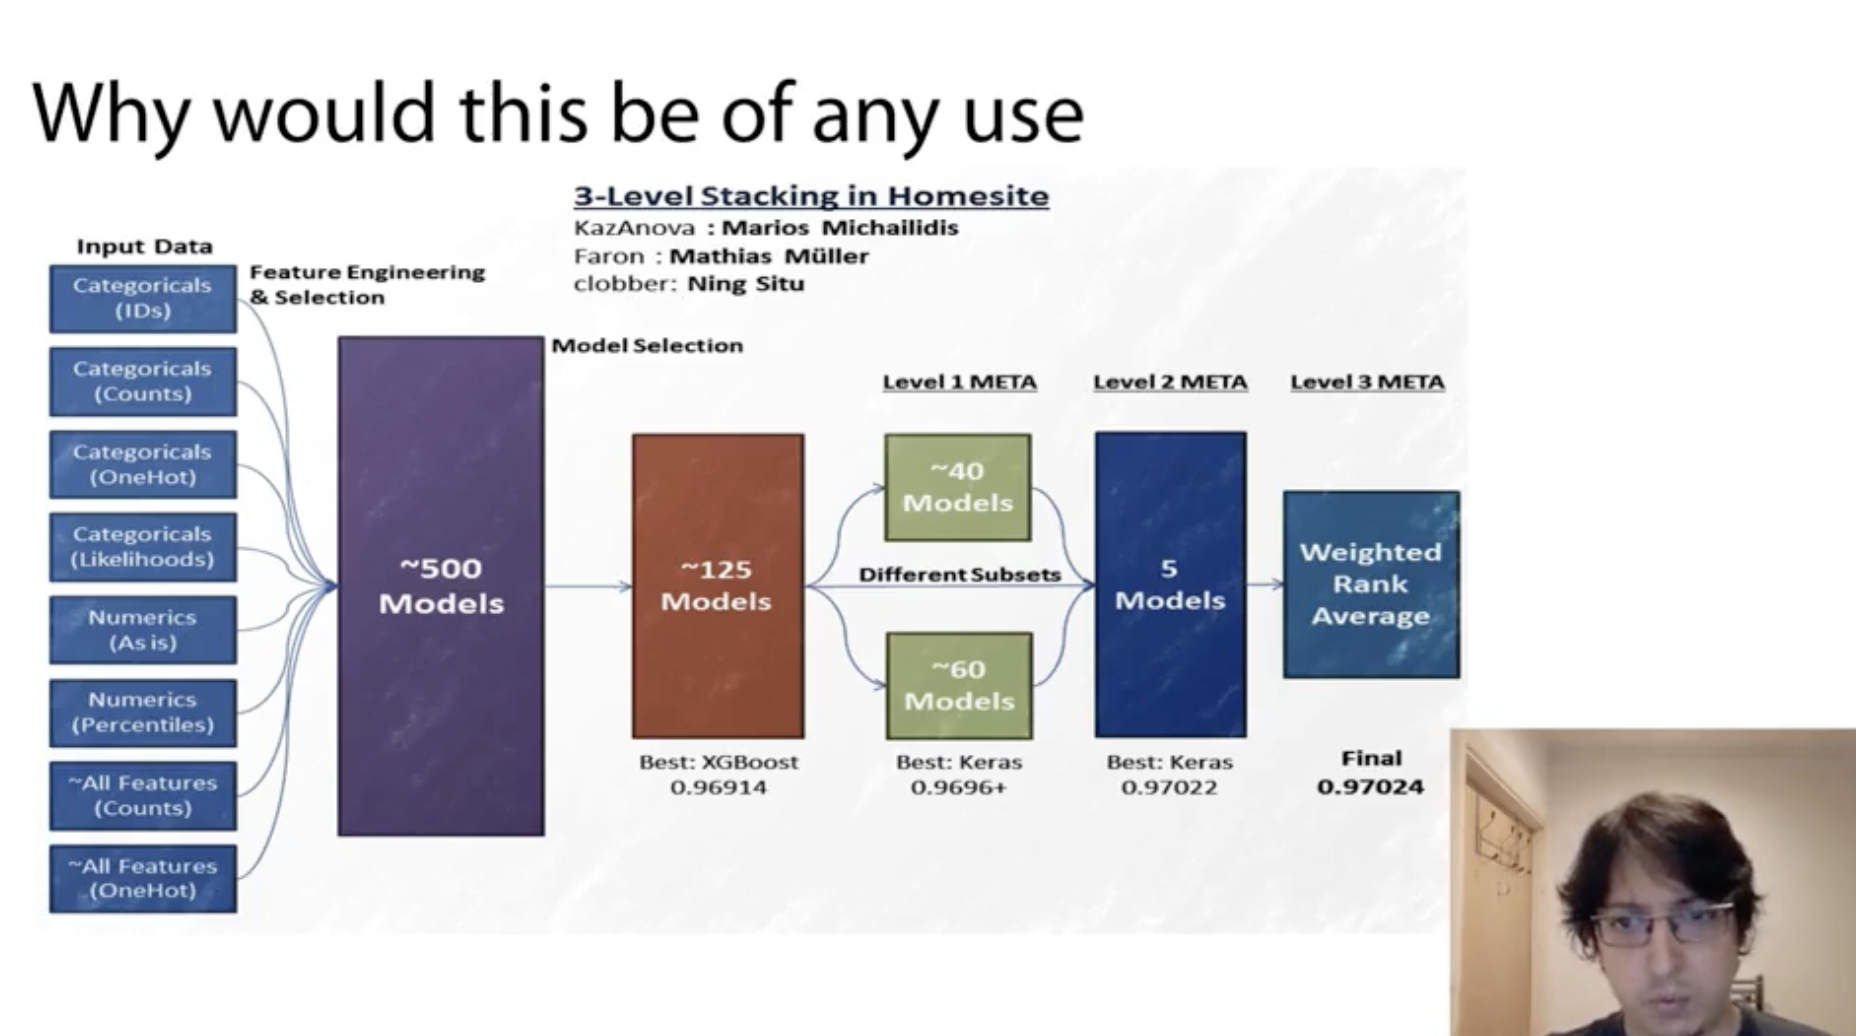 Why would this be of any use
3-Level Stacking in Homesite
KazAnova : Marios Michailidis
Faron : Mathias Müller
clobber: Ning Situ
Input Data
Feature Engineering
& Selection
Categoricals
(IDs)
Categoricals
(Counts)
Categoricals
(OneHot)
Categoricals
(Likelihoods)
Numerics
(As is)
Numerics
(Percentiles)
~All Features
(Counts)
~All Features
(OneHot)
~500
Models
Model Selection
~125
Models
Best: XGBoost
0.96914
Level 1 META
~40
Models
Different Subsets
~60
Models
Best: Keras
0.9696+
Level 2 META
5
Models
Best: Keras
0.97022
Level 3 META
Weighted
Rank
Average
Final
0.97024